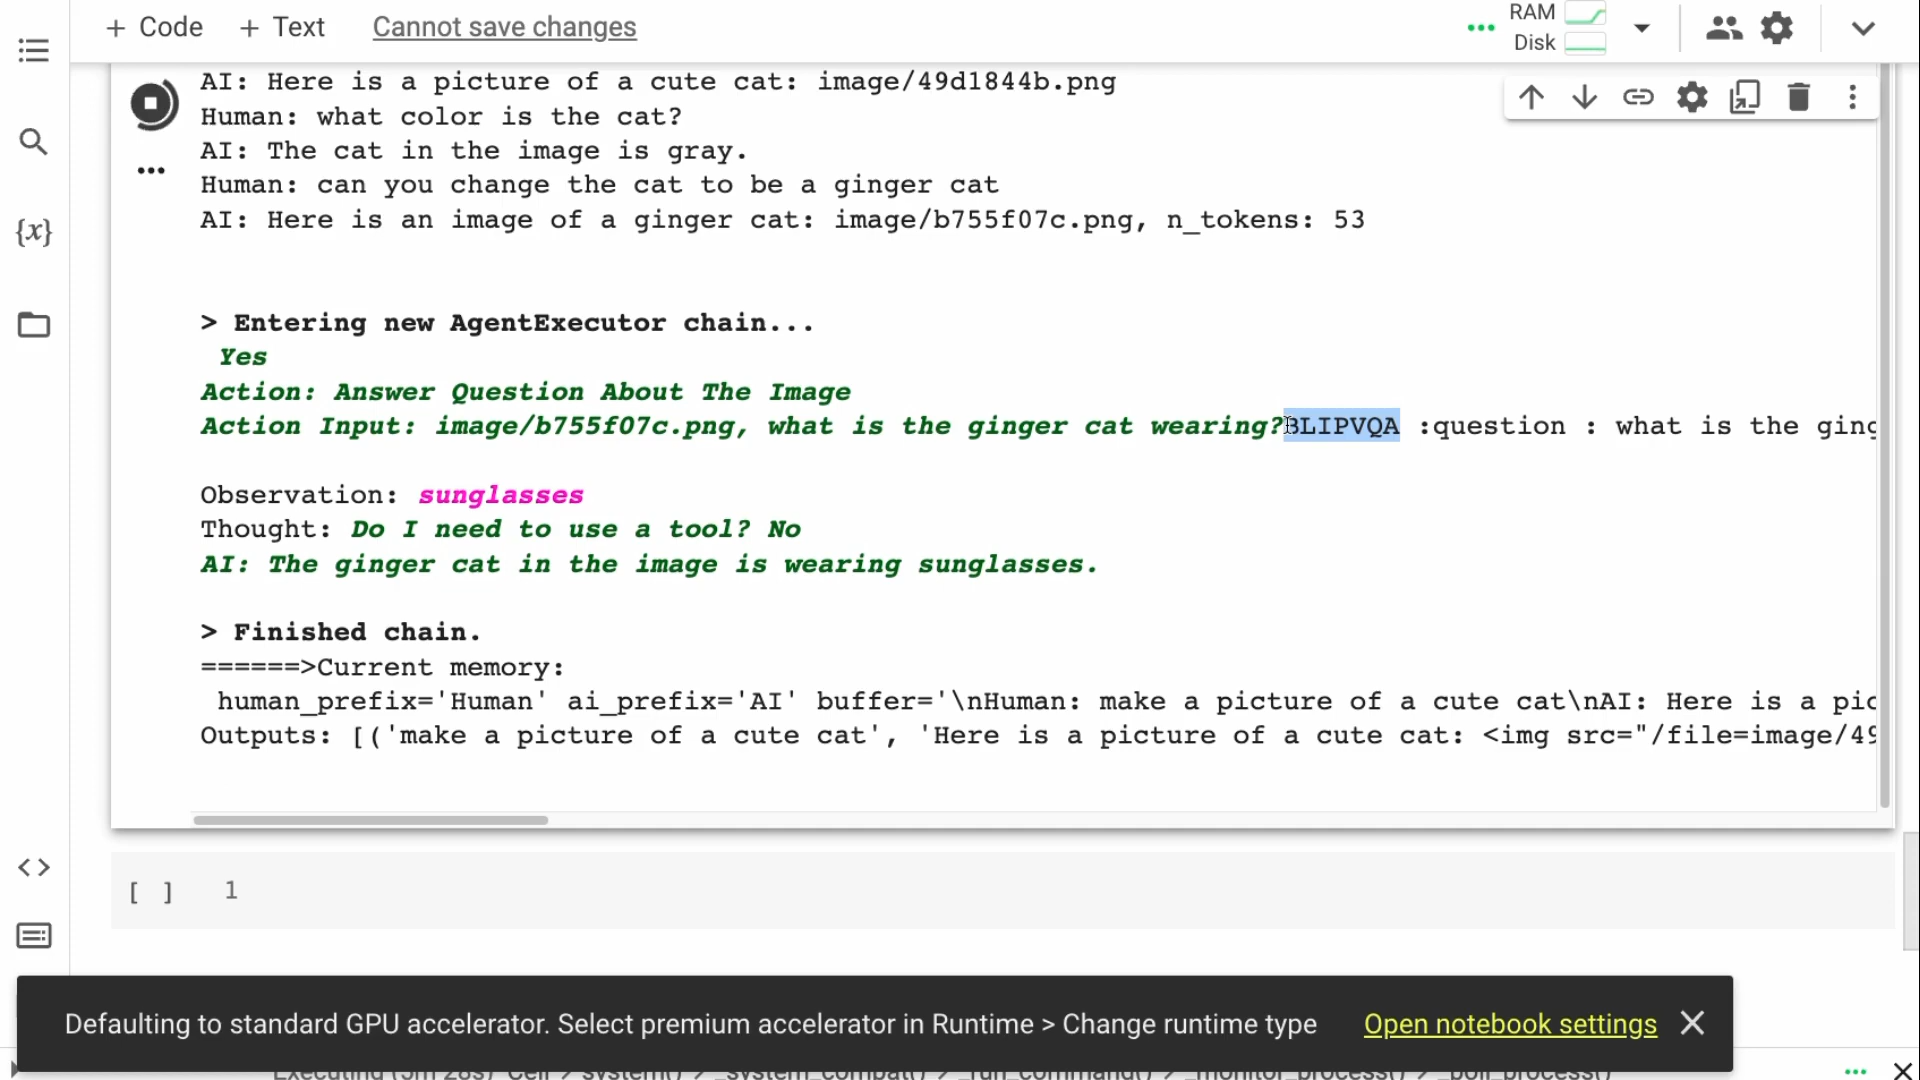 + Code + Text Cannot save changes
RAM
Disk
AI: Here is a picture of a cute cat: image/49d1844b.png
Human: what color is the cat?
AI: The cat in the image is gray.
Human: can you change the cat to be a ginger cat
AI: Here is an image of a ginger cat: image/b755f07c.png, n_tokens: 53
> Entering new AgentExecutor chain...
Yes
Action: Answer Question About The Image
Action Input: image/b755f07c.png, what is the ginger cat wearing?BLIPVQA :question : what is the ging
Observation: sunglasses
Thought: Do I need to use a tool? No
AI: The ginger cat in the image is wearing sunglasses.
> Finished chain.
======>Current memory:
human_prefix='Human' ai_prefix='AI' buffer='\nHuman: make a picture of a cute cat\nAI: Here is a pic
Outputs: [('make a picture of a cute cat', 'Here is a picture of a cute cat: <img src="/file=image/49
[ ] 1
Defaulting to standard GPU accelerator. Select premium accelerator in Runtime > Change runtime type Open notebook settings
{x}